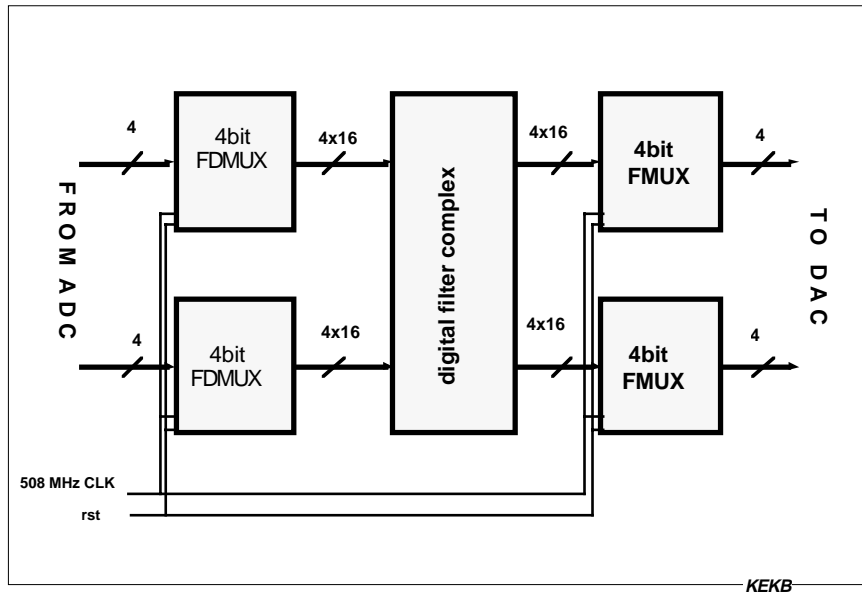 4
4bit
FDMUX
4x16
4x16
4bit
FMUX
4
FROM ADC
digital filter complex
TO DAC
4
4bit
FDMUX
4x16
4x16
4bit
FMUX
4
508 MHz CLK
rst
KEKB